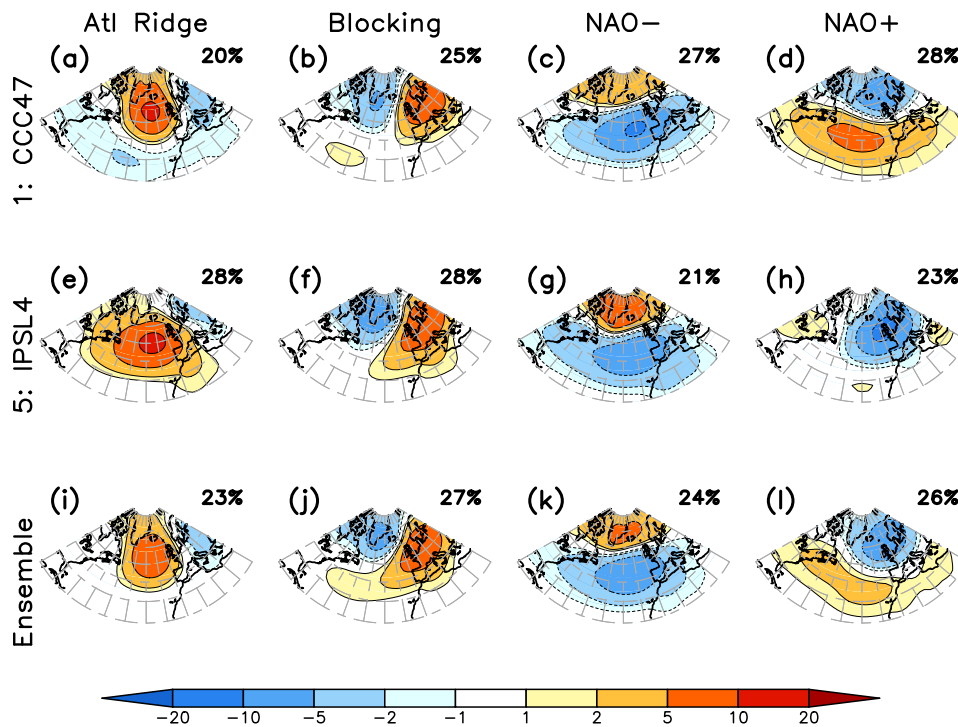 Atl Ridge Blocking NAO− NAO+
1: CCC47
(a) 20% (b) 25% (c) 27% (d) 28%
5: IPSL4
(e) 28% (f) 28% (g) 21% (h) 23%
Ensemble
(i) 23% (j) 27% (k) 24% (l) 26%
−20 −10 −5 −2 −1 1 2 5 10 20